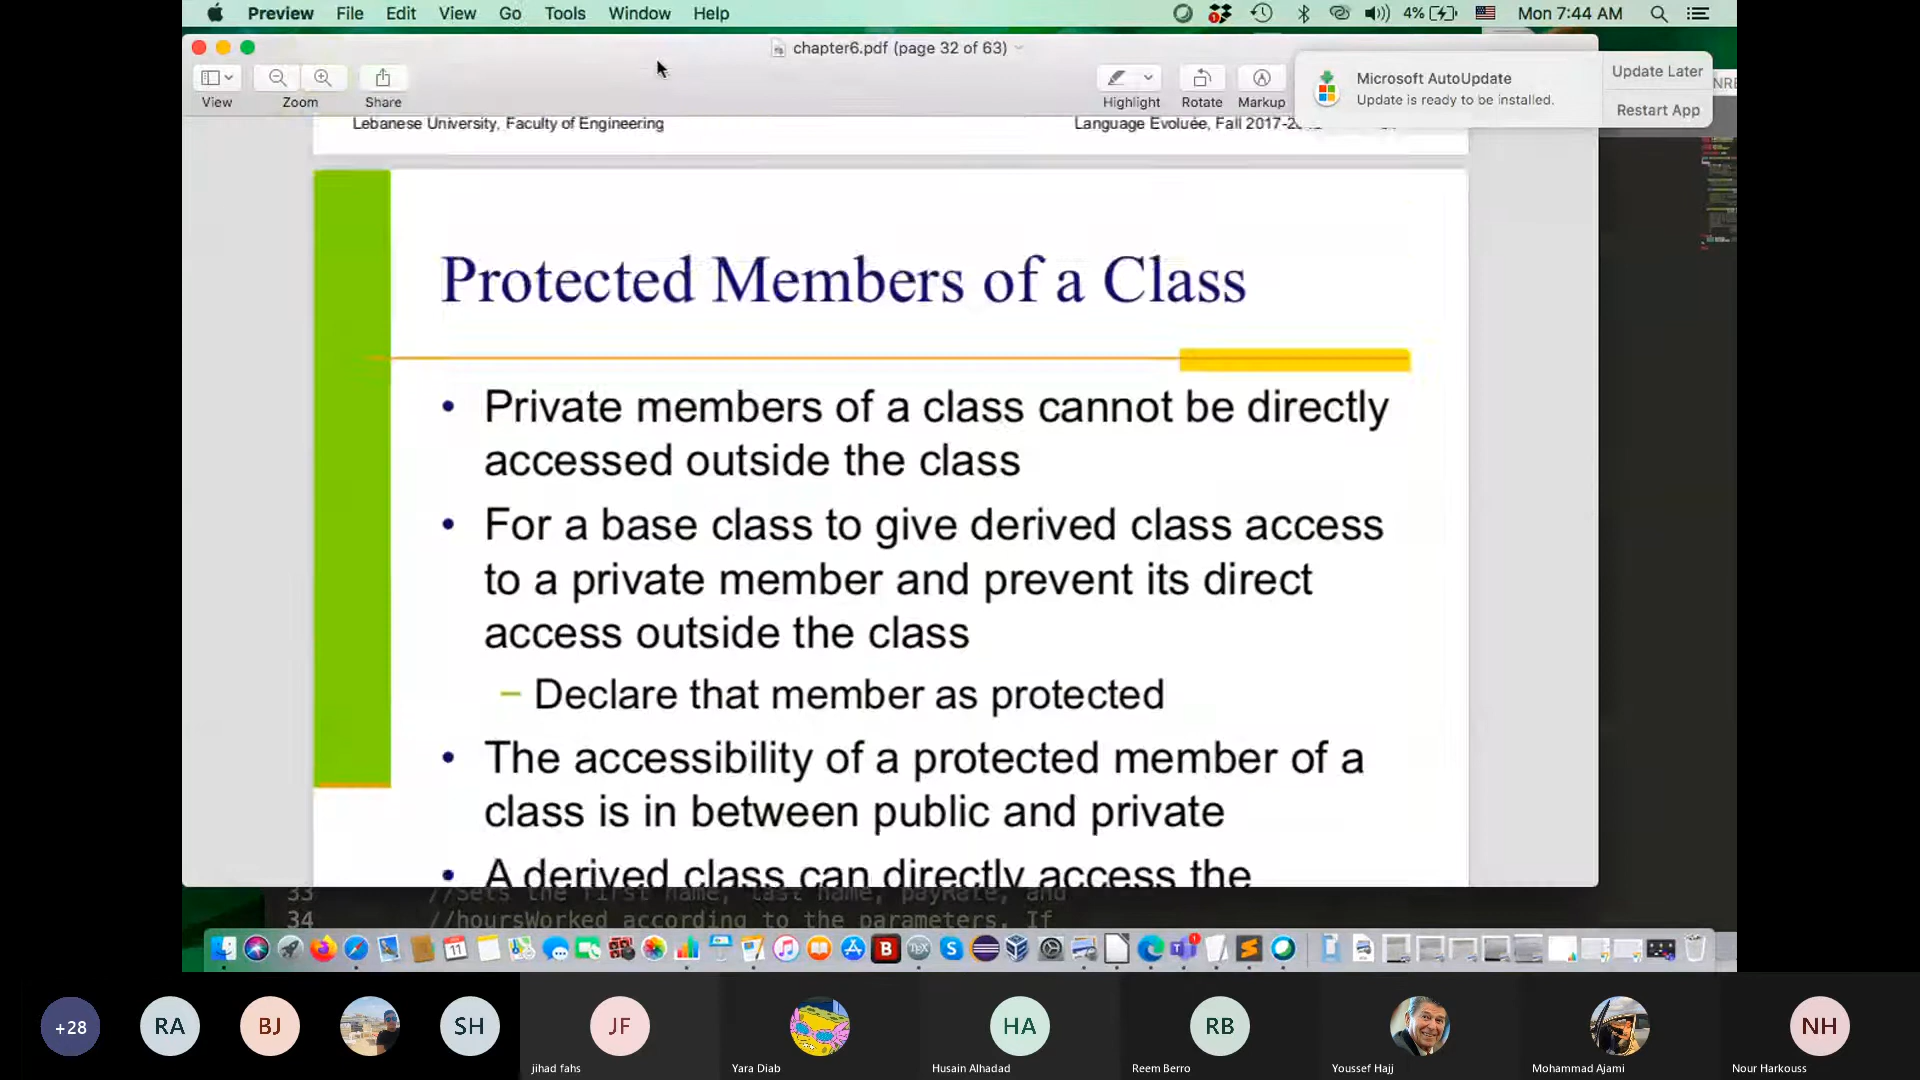 Preview File Edit View Go Tools Window Help
4% Mon 7:44 AM
chapter6.pdf (page 32 of 63)
View Zoom Share Highlight Rotate Markup
Microsoft AutoUpdate
Update is ready to be installed.
Update Later
Restart App
Lebanese University, Faculty of Engineering
Language Evoluée, Fall 2017-2
Protected Members of a Class
• Private members of a class cannot be directly
accessed outside the class
• For a base class to give derived class access
to a private member and prevent its direct
access outside the class
– Declare that member as protected
• The accessibility of a protected member of a
class is in between public and private
• A derived class can directly access the
33 //Sets the first name, last name, payRate, and
34 //hoursWorked according to the parameters. If
+28
RA
BJ
SH
JF
HA
RB
NH
jihad fahs
Yara Diab
Husain Alhadad
Reem Berro
Youssef Hajj
Mohammad Ajami
Nour Harkouss